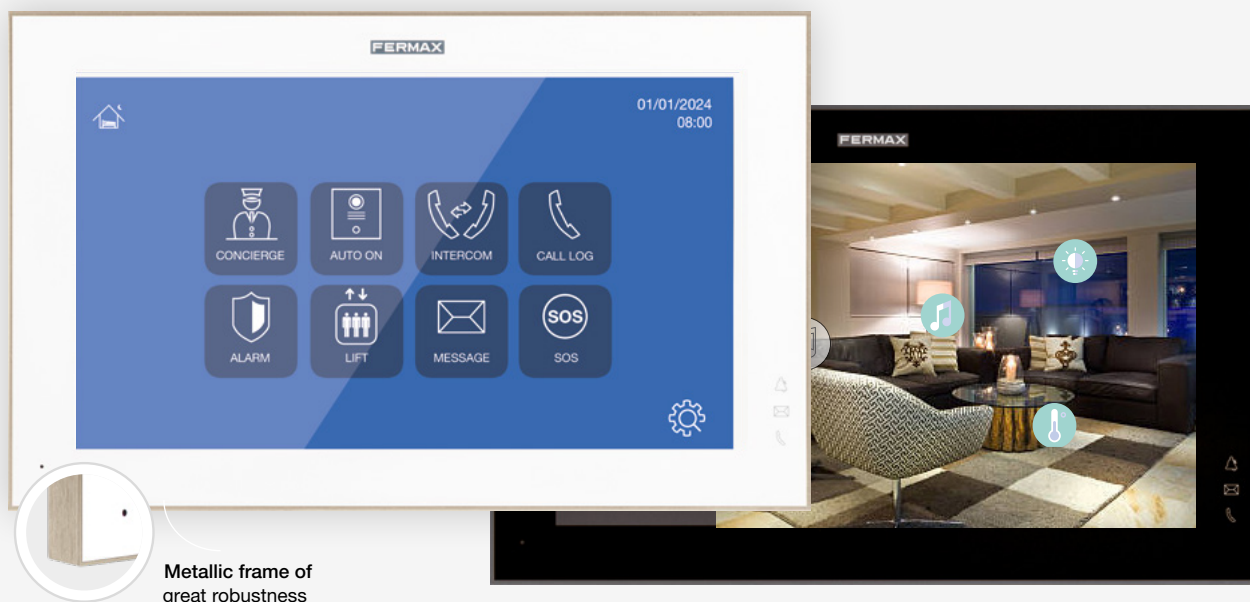 FERMAX
01/01/2024
08:00
CONCIERGE
AUTO ON
INTERCOM
CALL LOG
ALARM
LIFT
MESSAGE
SOS
SOS
FERMAX
Metallic frame of
great robustness